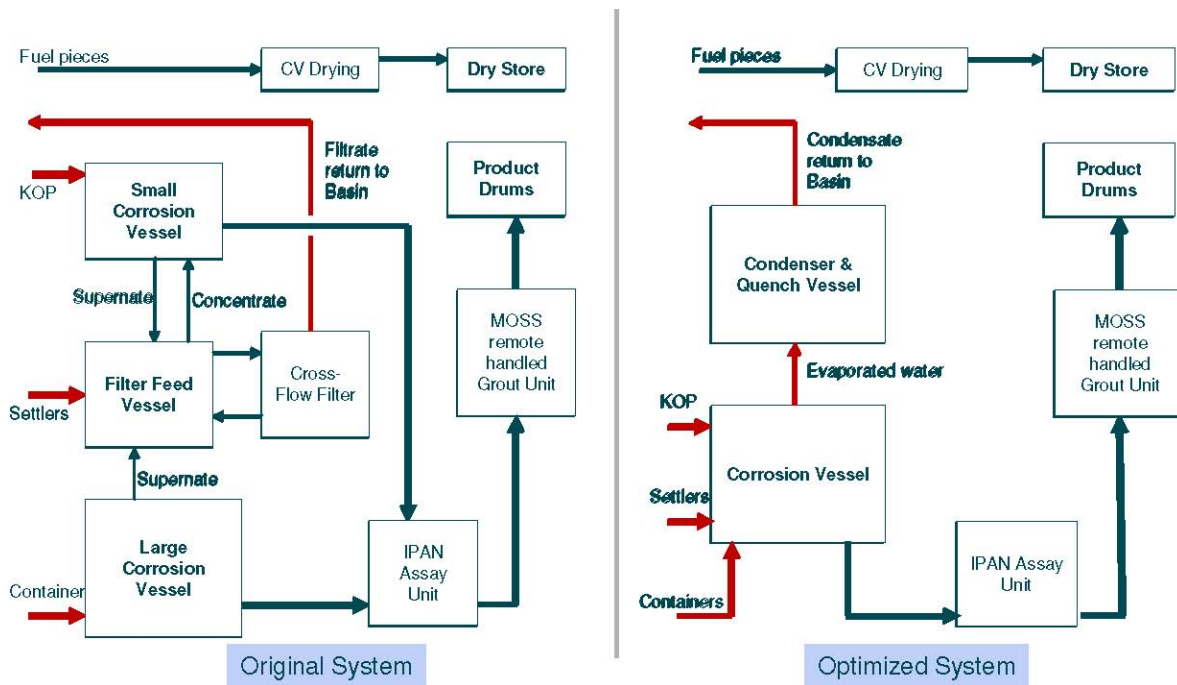 Fuel pieces
CV Drying
Dry Store
KOP
Small
Corrosion
Vessel
Filtrate
return to
Basin
Product
Drums
Supernate
Concentrate
MOSS
remote
handled
Grout Unit
Settlers
Filter Feed
Vessel
Cross-
Flow Filter
Supernate
Container
Large
Corrosion
Vessel
IPAN
Assay
Unit
Original System
Fuel pieces
CV Drying
Dry Store
Condensate
return to
Basin
Product
Drums
Condenser &
Quench Vessel
MOSS
remote
handled
Grout Unit
Evaporated water
KOP
Settlers
Corrosion Vessel
Containers
IPAN Assay
Unit
Optimized System